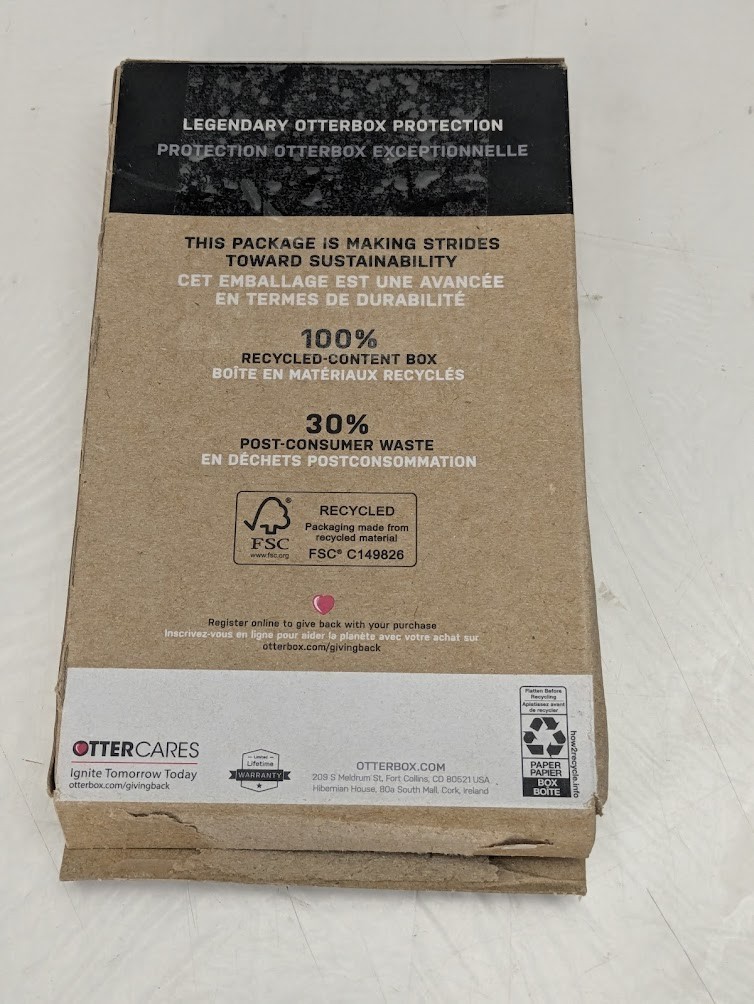 LEGENDARY OTTERBOX PROTECTION
PROTECTION OTTERBOX EXCEPTIONNELLE
THIS PACKAGE IS MAKING STRIDES
TOWARD SUSTAINABILITY
CET EMBALLAGE EST UNE AVANCÉE
EN TERMES DE DURABILITÉ
100%
RECYCLED-CONTENT BOX
BOÎTE EN MATÉRIAUX RECYCLÉS
30%
POST-CONSUMER WASTE
EN DÉCHETS POSTCONSOMMATION
FSC
www.fsc.org
RECYCLED
Packaging made from
recycled material
FSC® C149826
Register online to give back with your purchase
Inscrivez-vous en ligne pour aider la planète avec votre achat sur
otterbox.com/givingback
OTTERCARES
Ignite Tomorrow Today
otterbox.com/givingback
Limited
Lifetime
WARRANTY
OTTERBOX.COM
209 S Meldrum St, Fort Collins, CO 80521 USA
Hibernian House, 80a South Mall, Cork, Ireland
Flatten Before
Recycling
Aplatissez avant
de recycler
PAPER
PAPIER
BOX
BOÎTE
how2recycle.info